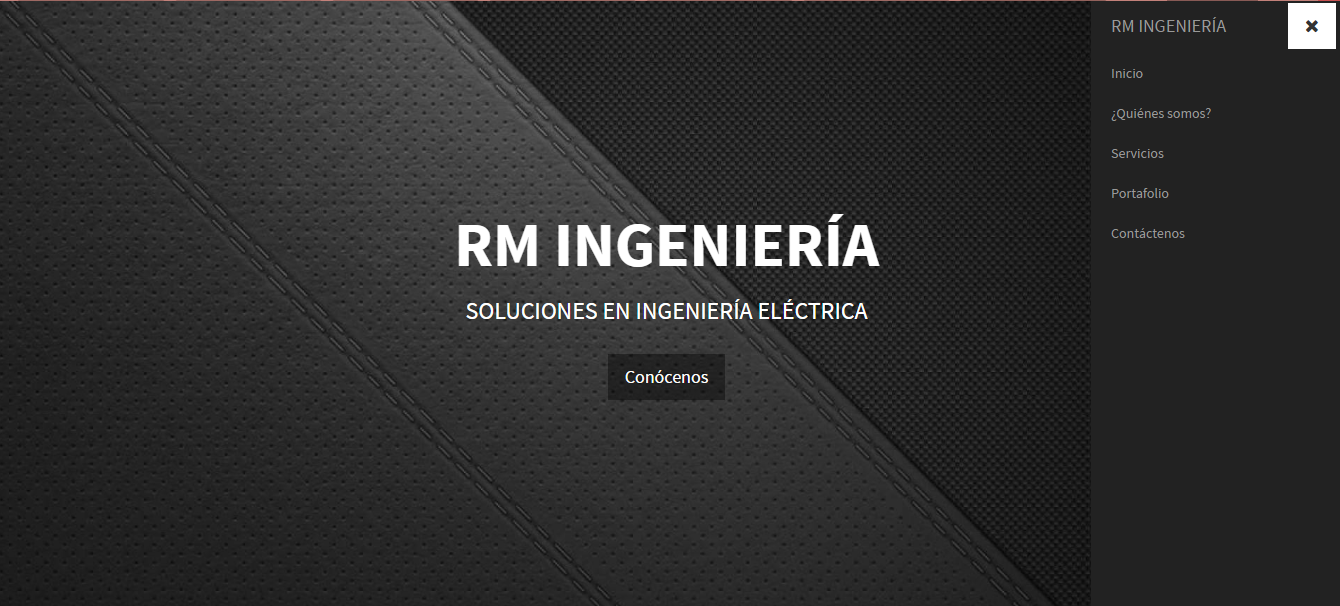 RM INGENIERÍA
SOLUCIONES EN INGENIERÍA ELÉCTRICA
Conócenos
RM INGENIERÍA
Inicio
¿Quiénes somos?
Servicios
Portafolio
Contáctenos